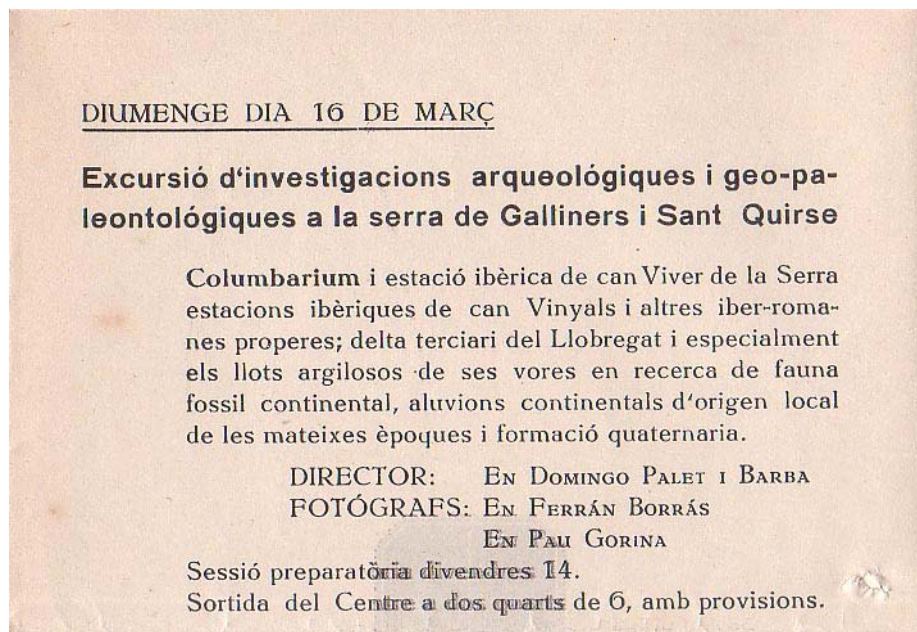 DIUMENGE DIA 16 DE MARÇ
Excursió d'investigacions arqueológiques i geo-pa-
leontológiques a la serra de Galliners i Sant Quirse
Columbarium i estació ibèrica de can Viver de la Serra
estacions ibèriques de can Vinyals i altres iber-roma-
nes properes; delta terciari del Llobregat i especialment
els llots argilosos de ses vores en recerca de fauna
fossil continental, aluvions continentals d'origen local
de les mateixes èpoques i formació quaternaria.
DIRECTOR: En Domingo Palet i Barba
FOTÓGRAFS: En Ferrán Borrás
En Pau Gorina
Sessió preparatòria divendres 14.
Sortida del Centre a dos quarts de 6, amb provisions.